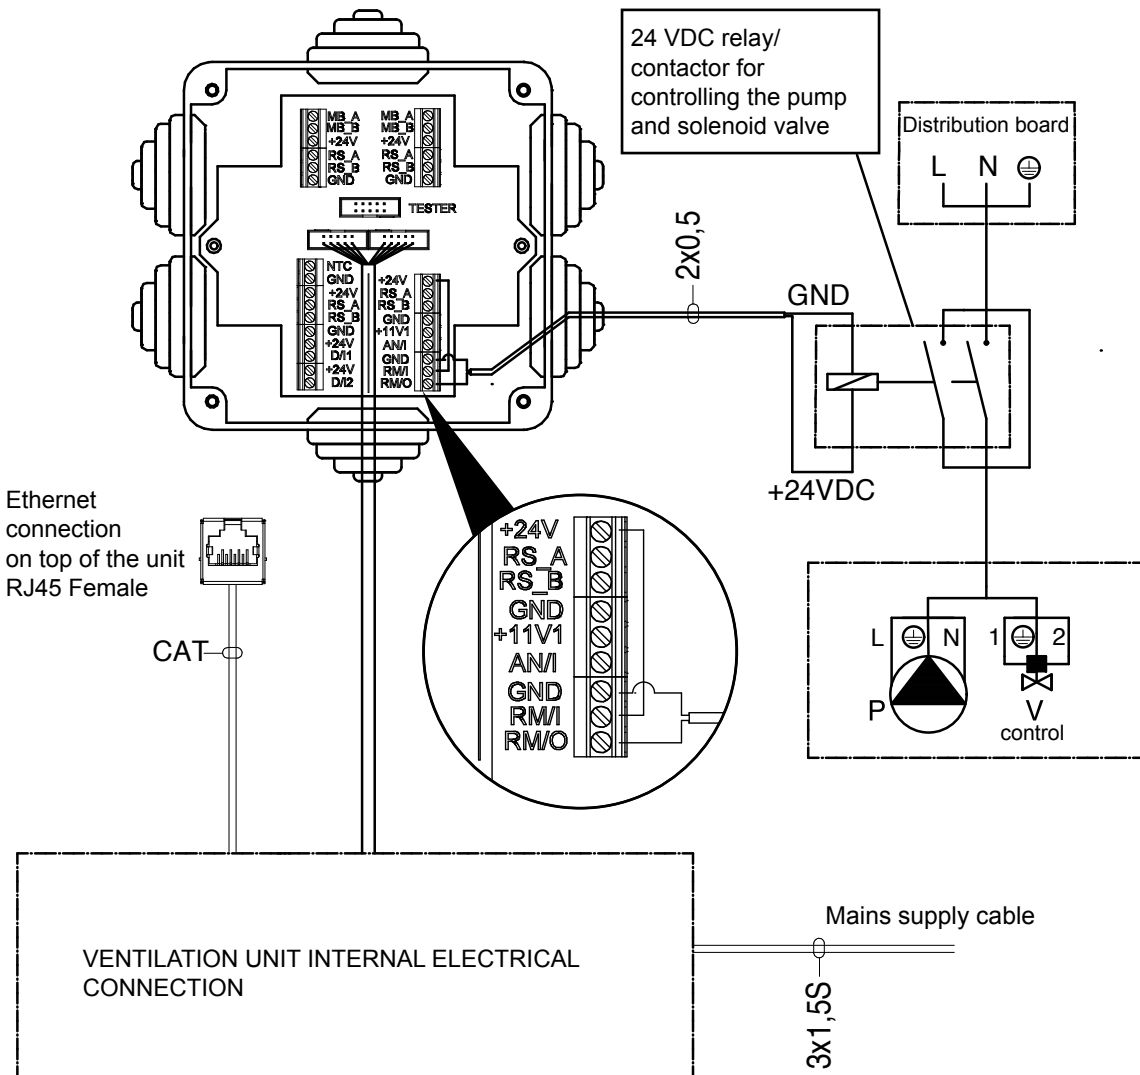 24 VDC relay/
contactor for
controlling the pump
and solenoid valve
Distribution board
L N
MB_A MB_A
MB_B MB_B
+24V +24V
RS_A RS_A
RS_B RS_B
GND GND
TESTER
NTC
GND
+24V
RS_A
RS_B
GND
+24V
D/I1
+24V
D/I2
+24V
RS_A
RS_B
GND
+11V1
AN/I
GND
RM/I
RM/O
2x0,5
GND
+24VDC
Ethernet
connection
on top of the unit
RJ45 Female
CAT
+24V
RS_A
RS_B
GND
+11V1
AN/I
GND
RM/I
RM/O
L N
P
1 2
V
control
VENTILATION UNIT INTERNAL ELECTRICAL
CONNECTION
Mains supply cable
3x1,5S